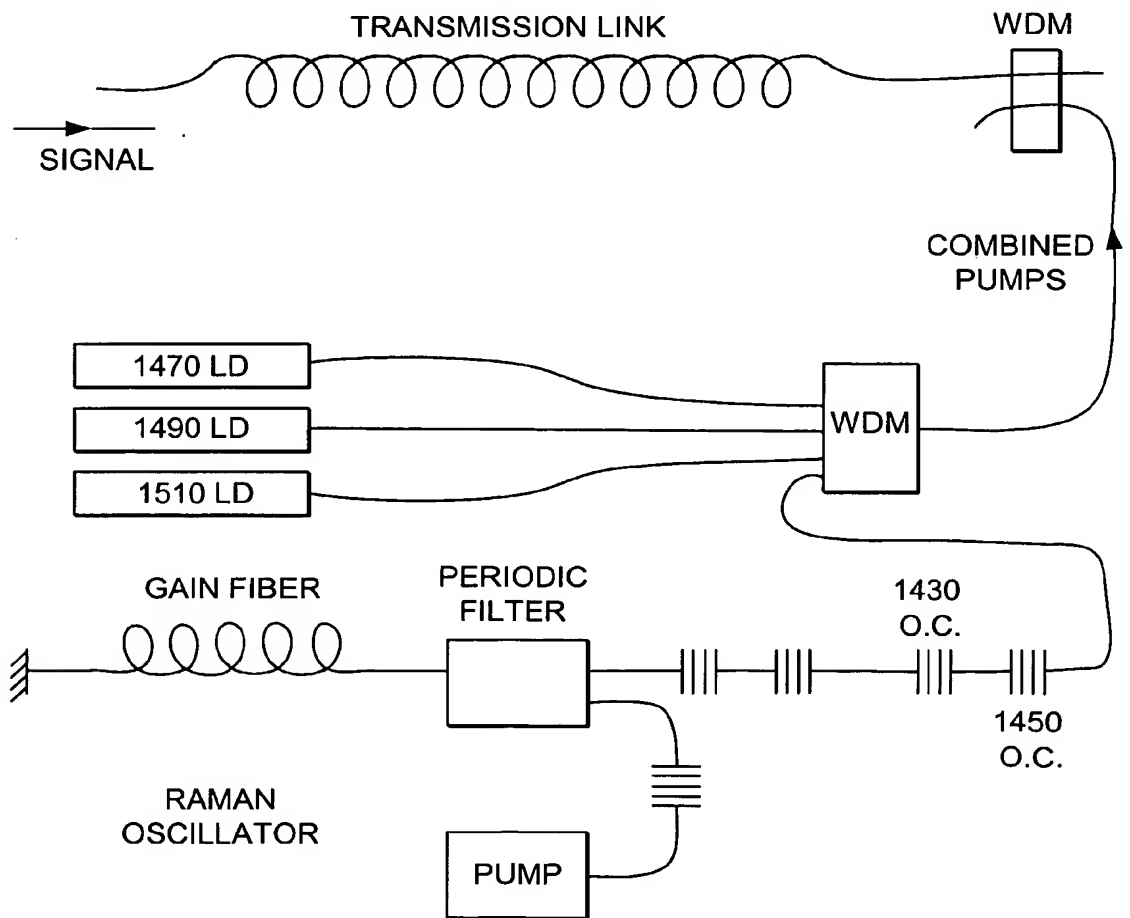 TRANSMISSION LINK
WDM
SIGNAL
COMBINED
PUMPS
1470 LD
1490 LD
1510 LD
WDM
GAIN FIBER
PERIODIC
FILTER
1430
O.C.
1450
O.C.
RAMAN
OSCILLATOR
PUMP